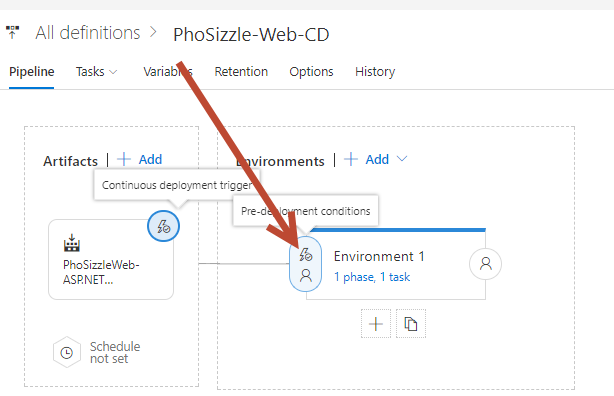 All definitions > PhoSizzle-Web-CD
Pipeline Tasks Variables Retention Options History
Artifacts | + Add
Environments | + Add
Continuous deployment trigger
Pre-deployment conditions
PhoSizzleWeb-
ASP.NET...
Environment 1
1 phase, 1 task
Schedule
not set